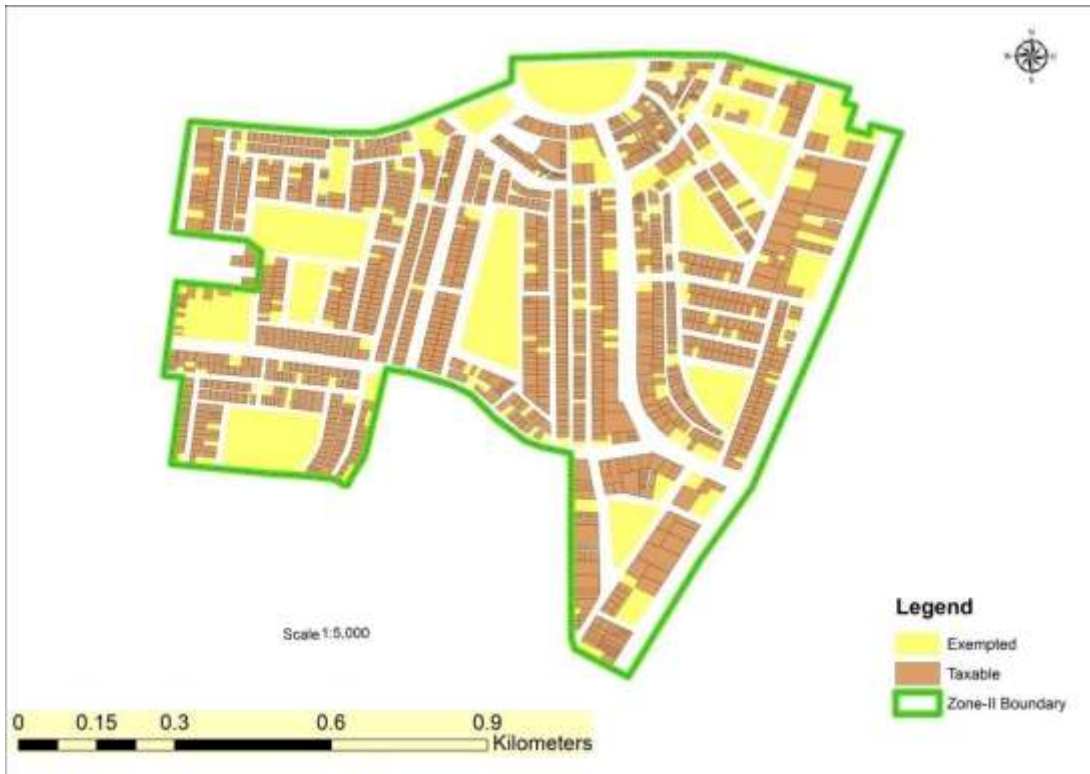 N
W
E
S
Scale 1:5,000
Legend
Exempted
Taxable
Zone-II Boundary
0 0.15 0.3 0.6 0.9
Kilometers